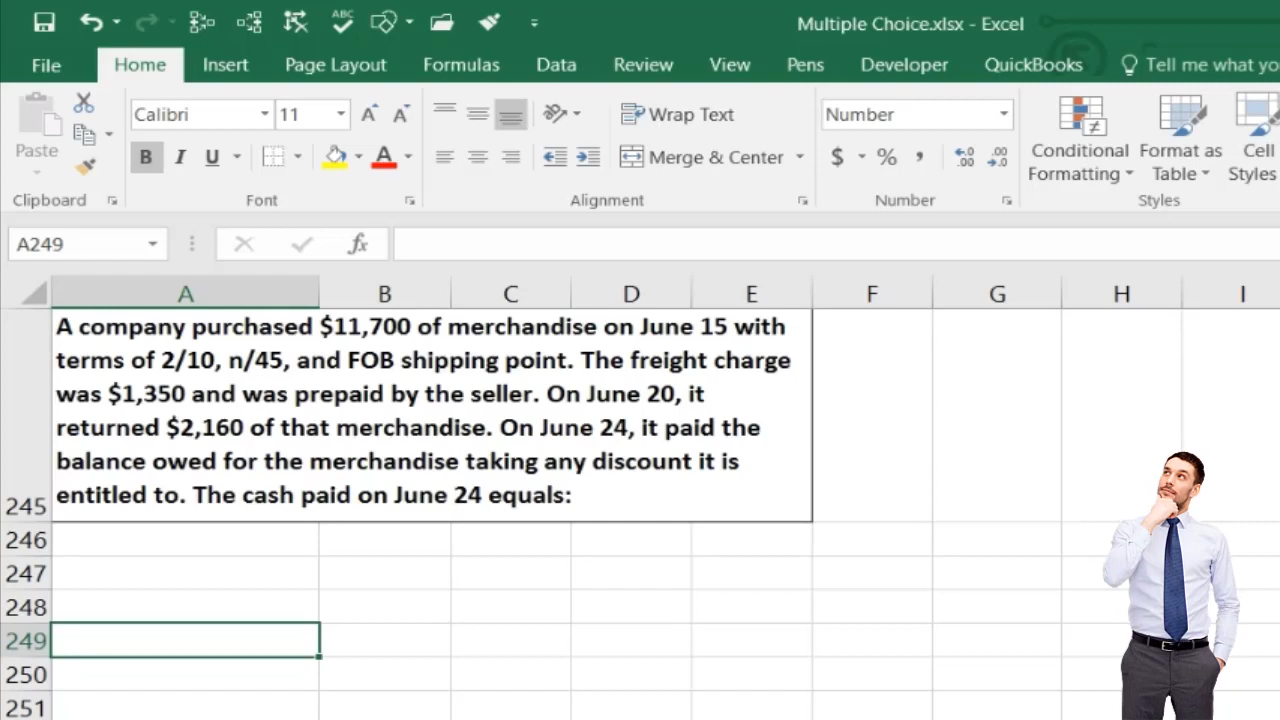 Multiple Choice.xlsx - Excel
File Home Insert Page Layout Formulas Data Review View Pens Developer QuickBooks Tell me what you
ABC
Calibri 11 A A Wrap Text Number
Paste B I U A Merge & Center $ % , .00 .0 .00 .0
Conditional Formatting Format as Table Cell Styles
Clipboard Font Alignment Number Styles
A249 fx
A B C D E F G H I
A company purchased $11,700 of merchandise on June 15 with
terms of 2/10, n/45, and FOB shipping point. The freight charge
was $1,350 and was prepaid by the seller. On June 20, it
returned $2,160 of that merchandise. On June 24, it paid the
balance owed for the merchandise taking any discount it is
245 entitled to. The cash paid on June 24 equals:
246
247
248
249
250
251